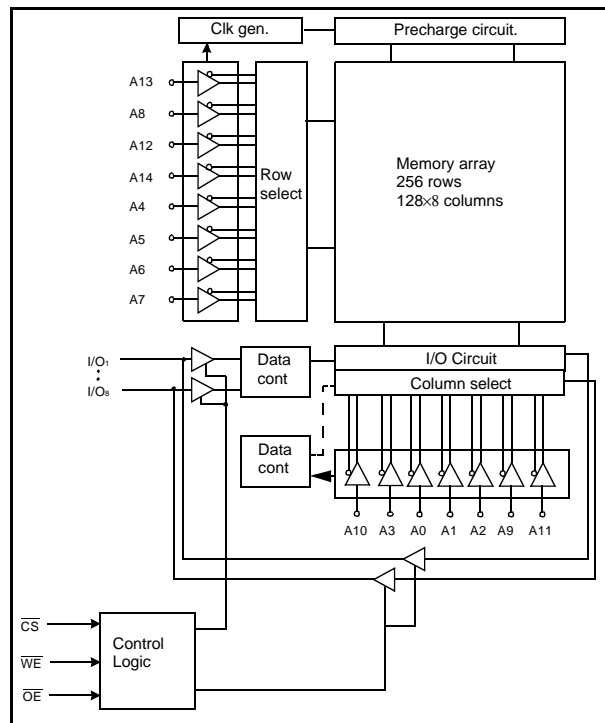 Clk gen.
Precharge circuit.
A13
A8
A12
A14
A4
A5
A6
A7
Row
select
Memory array
256 rows
128×8 columns
I/O1
I/O8
Data
cont
I/O Circuit
Column select
Data
cont
A10 A3 A0 A1 A2 A9 A11
CS
WE
OE
Control
Logic